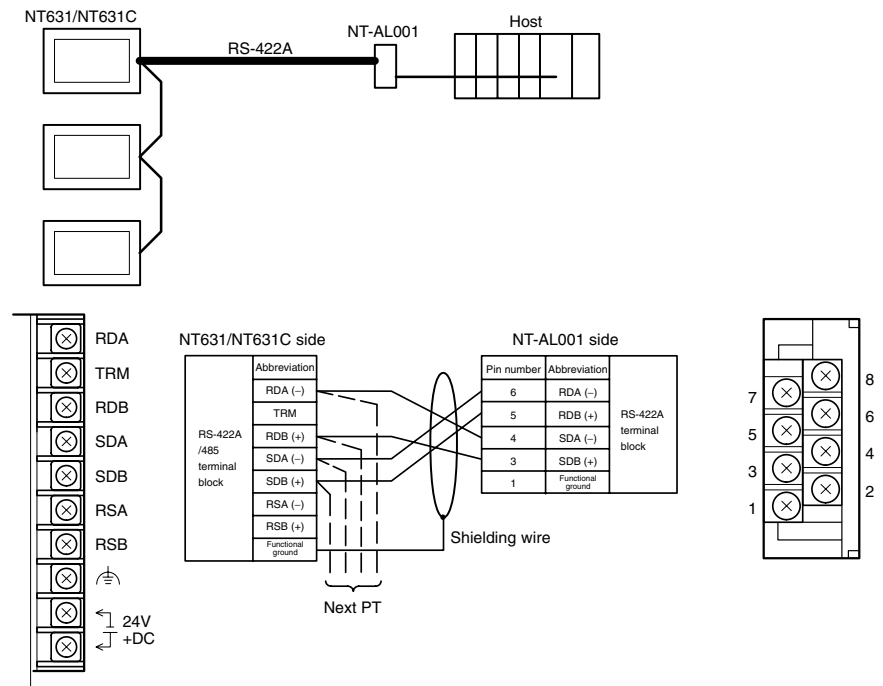 NT631/NT631C
RS-422A
NT-AL001
Host
RDA
TRM
RDB
SDA
SDB
RSA
RSB
24V
+DC
NT631/NT631C side
RS-422A
/485
terminal
block
Abbreviation
RDA (−)
TRM
RDB (+)
SDA (−)
SDB (+)
RSA (−)
RSB (+)
Functional
ground
Next PT
Shielding wire
NT-AL001 side
Pin number Abbreviation
6 RDA (−)
5 RDB (+)
4 SDA (−)
3 SDB (+)
1 Functional
ground
RS-422A
terminal
block
7
5
3
1
8
6
4
2